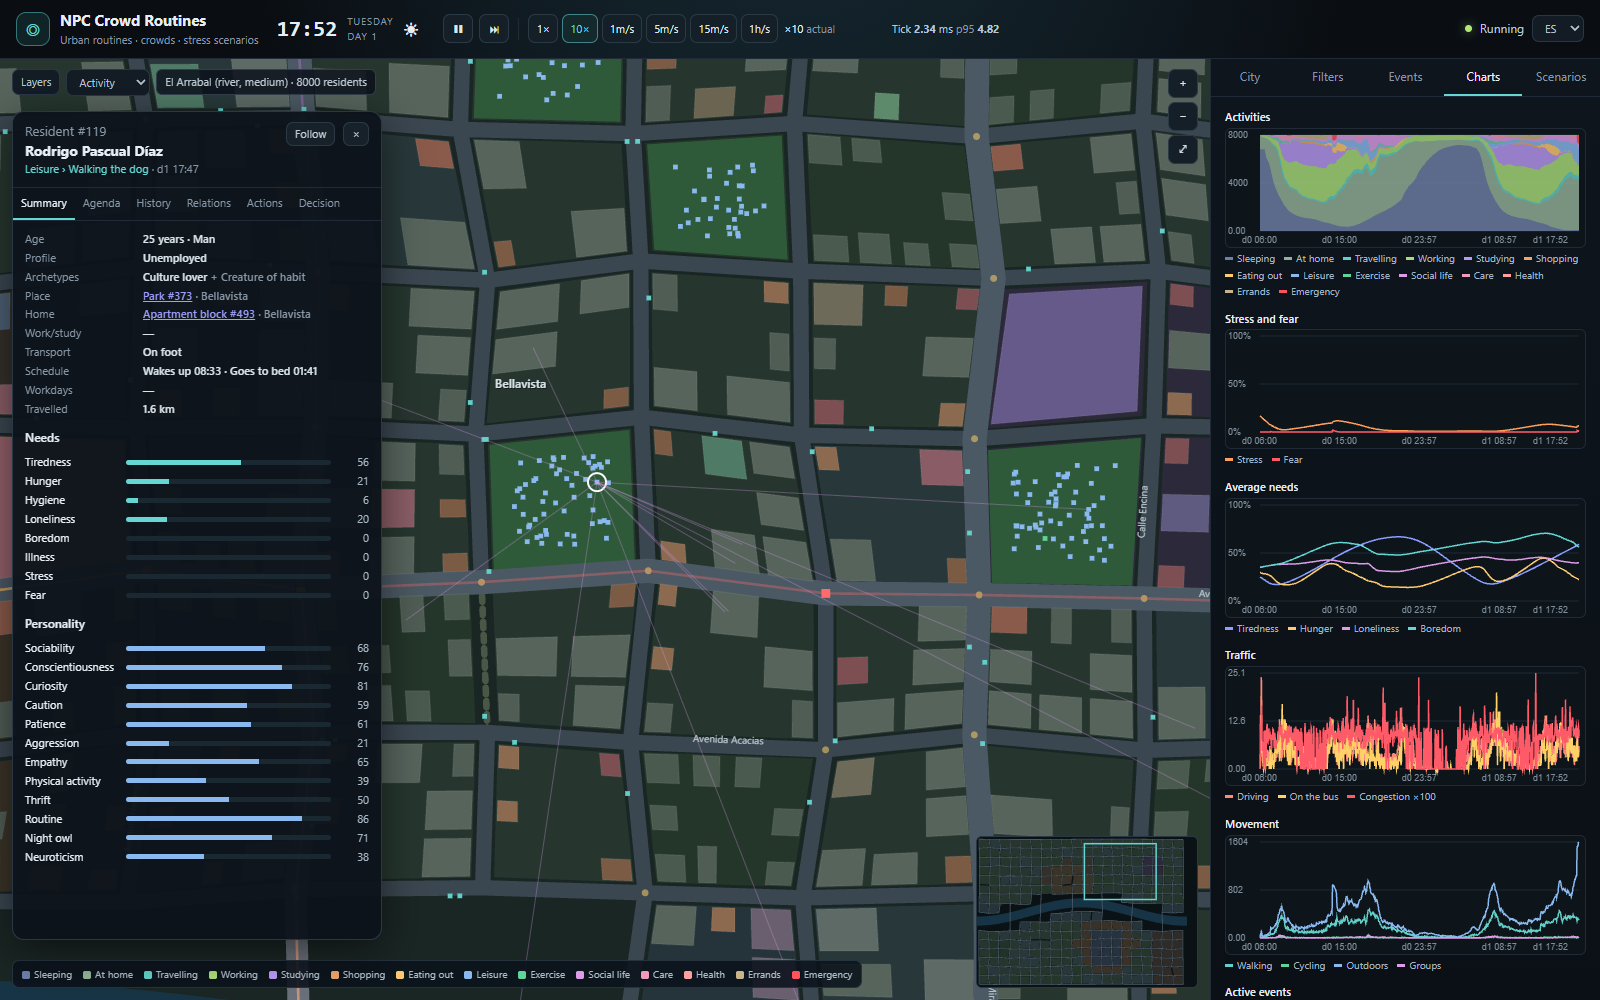 NPC Crowd Routines
Urban routines · crowds · stress scenarios
17:52
TUESDAY
DAY 1
1×
10×
1m/s
5m/s
15m/s
1h/s
×10 actual
Tick 2.34 ms p95 4.82
Running
ES
Layers
Activity
El Arrabal (river, medium) · 8000 residents
+
−
Resident #119
Rodrigo Pascual Díaz
Leisure › Walking the dog · d1 17:47
Follow
×
Summary
Agenda
History
Relations
Actions
Decision
Age 25 years · Man
Profile Unemployed
Archetypes Culture lover + Creature of habit
Place Park #373 · Bellavista
Home Apartment block #493 · Bellavista
Work/study —
Transport On foot
Schedule Wakes up 08:33 · Goes to bed 01:41
Workdays —
Travelled 1.6 km
Needs
Tiredness 56
Hunger 21
Hygiene 6
Loneliness 20
Boredom 0
Illness 0
Stress 0
Fear 0
Personality
Sociability 68
Conscientiousness 76
Curiosity 81
Caution 59
Patience 61
Aggression 21
Empathy 65
Physical activity 39
Thrift 50
Routine 86
Night owl 71
Neuroticism 38
Bellavista
Calle Encina
Av
Avenida Acacias
Sleeping At home Travelling Working Studying Shopping Eating out Leisure Exercise Social life Care Health Errands Emergency
City
Filters
Events
Charts
Scenarios
Activities
8000
4000
0.00
d0 06:00 d0 15:00 d0 23:57 d1 08:57 d1 17:52
Sleeping At home Travelling Working Studying Shopping
Eating out Leisure Exercise Social life Care Health
Errands Emergency
Stress and fear
100%
50%
0%
d0 06:00 d0 15:00 d0 23:57 d1 08:57 d1 17:52
Stress Fear
Average needs
100%
50%
0%
d0 06:00 d0 15:00 d0 23:57 d1 08:57 d1 17:52
Tiredness Hunger Loneliness Boredom
Traffic
25.1
12.6
0.00
d0 06:00 d0 15:00 d0 23:57 d1 08:57 d1 17:52
Driving On the bus Congestion ×100
Movement
1604
802
0.00
d0 06:00 d0 15:00 d0 23:57 d1 08:57 d1 17:52
Walking Cycling Outdoors Groups
Active events